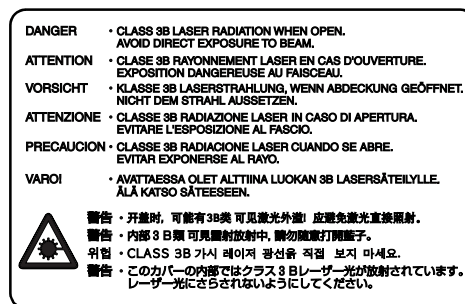 DANGER · CLASS 3B LASER RADIATION WHEN OPEN.
AVOID DIRECT EXPOSURE TO BEAM.
ATTENTION · CLASE 3B RAYONNEMENT LASER EN CAS D'OUVERTURE.
EXPOSITION DANGEREUSE AU FAISCEAU.
VORSICHT · KLASSE 3B LASERSTRAHLUNG, WENN ABDECKUNG GEÖFFNET.
NICHT DEM STRAHL AUSSETZEN.
ATTENZIONE · CLASSE 3B RADIAZIONE LASER IN CASO DI APERTURA.
EVITARE L'ESPOSIZIONE AL FASCIO.
PRECAUCION · CLASSE 3B RADIACIONE LASER CUANDO SE ABRE.
EVITAR EXPONERSE AL RAYO.
VARO! · AVATTAESSA OLET ALTTIINA LUOKAN 3B LASERSÄTEILYLLE.
ÄLÄ KATSO SÄTEESEEN.
警告 · 开盖时, 可能有3B类 可见激光外溢! 应避免激光直接照射.
警告 · 內部3B類 可見雷射放射中, 請勿隨意打開蓋子。
위험 · CLASS 3B 가시 레이저 광선을 직접 보지 마세요.
警告 · このカバーの内部ではクラス3Bレーザー光が放射されています。
レーザー光にさらされないようにしてください。